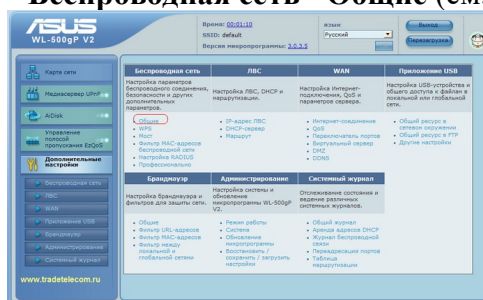 Беспроводная сеть - Общие (см.
ASUS
WL-500gP V2
Время: 00:01:10
SSID: default
Версия микропрограммы: 3.0.3.5
язык
Русский
Выход
Перезагрузка
Карта сети
Медиасервер UPnP
AiDisk
Управление
полосой
пропускания EzQoS
Дополнительные
настройки
Беспроводная сеть
ЛВС
WAN
Приложение USB
Брандмауэр
Администрирование
Системный журнал
www.tradetelecom.ru
Беспроводная сеть
Настройка параметров
беспроводного соединения,
безопасности и других
дополнительных
параметров.
Общие
WPS
Мост
Фильтр MAC-адресов
беспроводной сети
Настройка RADIUS
Профессионально
ЛВС
Настройка ЛВС, DHCP и
маршрутизации.
IP-адрес ЛВС
DHCP-сервер
Маршрут
WAN
Настройка Интернет-
подключения, QoS и
параметров сервера.
Интернет-соединение
QoS
Переключатель портов
Виртуальный сервер
DMZ
DDNS
Приложение USB
Настройка USB-устройства и
общего доступа к файлам в
локальной или глобальной
сети.
Общий ресурс в
сетевом окружении
Общий ресурс в FTP
Другие настройки
Брандмауэр
Настройка брандмауэра и
фильтров для защиты сети.
Общие
Фильтр URL-адресов
Фильтр MAC-адресов
Фильтр между
локальной и
глобальной сетями
Администрирование
Настройка системы и
обновление
микропрограммы WL-500gP
V2.
Режим работы
Система
Обновление
микропрограммы
Восстановить /
сохранить / загрузить
настройки
Системный журнал
Отслеживание состояния и
ведение различных
системных журналов.
Общий журнал
Аренда адресов DHCP
Журнал беспроводной
связи
Переадресация портов
Таблица
маршрутизации